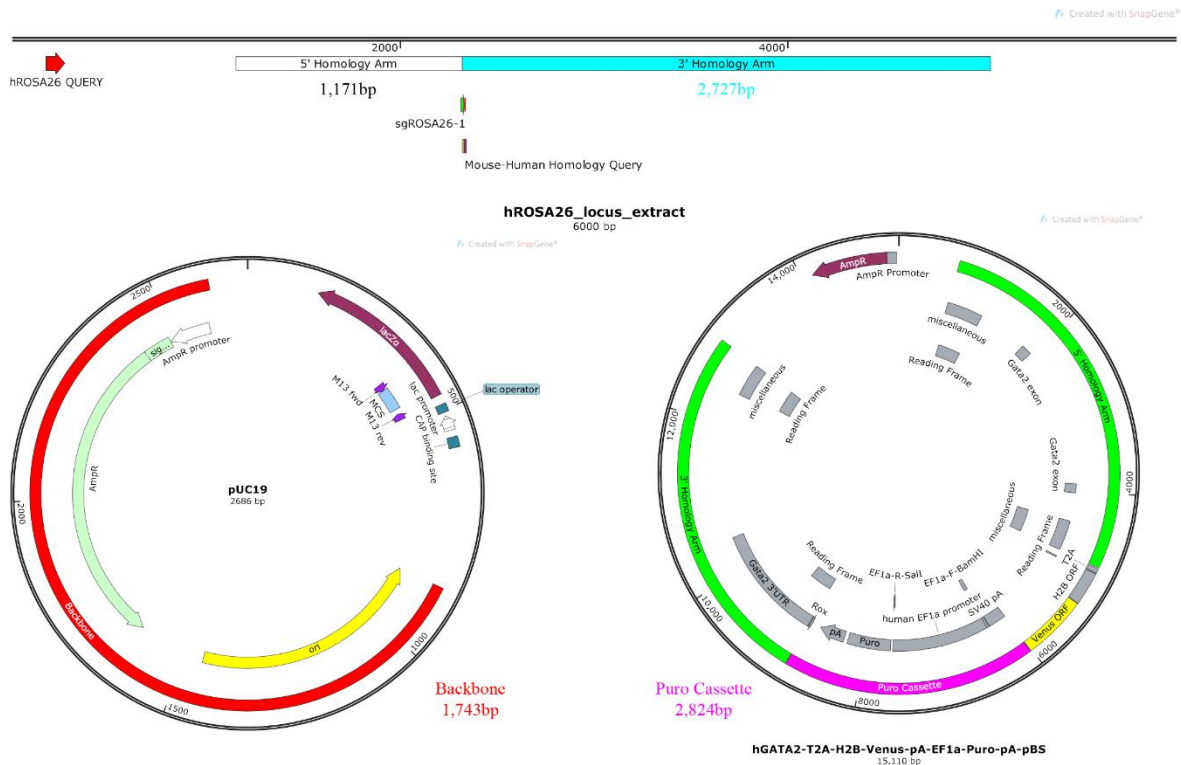 Created with SnapGene®
2000
4000
5' Homology Arm
3' Homology Arm
hROSA26 QUERY
1,171bp
2,727bp
sgROSA26-1
Mouse-Human Homology Query
hROSA26_locus_extract
6000 bp
Created with SnapGene®
Created with SnapGene®
2500
sig...
AmpR promoter
lacZα
M13 fwd
MCS
M13 rev
lac promoter
CAP binding site
500
lac operator
AmpR
pUC19
2686 bp
2000
Backbone
ori
1000
1500
Backbone
1,743bp
14,000
AmpR
AmpR Promoter
2000
miscellaneous
Reading Frame
Gata2 exon
5' Homology Arm
miscellaneous
Reading Frame
12,000
3' Homology Arm
Gata2 exon
4000
miscellaneous
Reading Frame
T2A
H2B ORF
Venus ORF
6000
EF1a-R-SalI
EF1a-F-BamHI
Reading Frame
human EF1a promoter
SV40 pA
Rox
Gata2 3'UTR
pA
Puro
10,000
Puro Cassette
8000
Puro Cassette
2,824bp
hGATA2-T2A-H2B-Venus-pA-EF1a-Puro-pA-pBS
15,110 bp